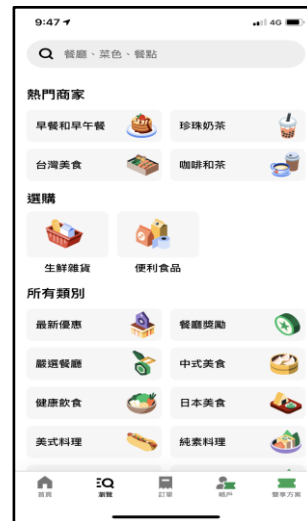 9:47
4G
餐廳、菜色、餐點
熱門商家
早餐和早午餐
珍珠奶茶
台灣美食
咖啡和茶
選購
生鮮雜貨
便利食品
所有類別
最新優惠
餐廳獎勵
嚴選餐廳
中式美食
健康飲食
日本美食
美式料理
純素料理
首頁
瀏覽
訂單
帳戶
雙享方案